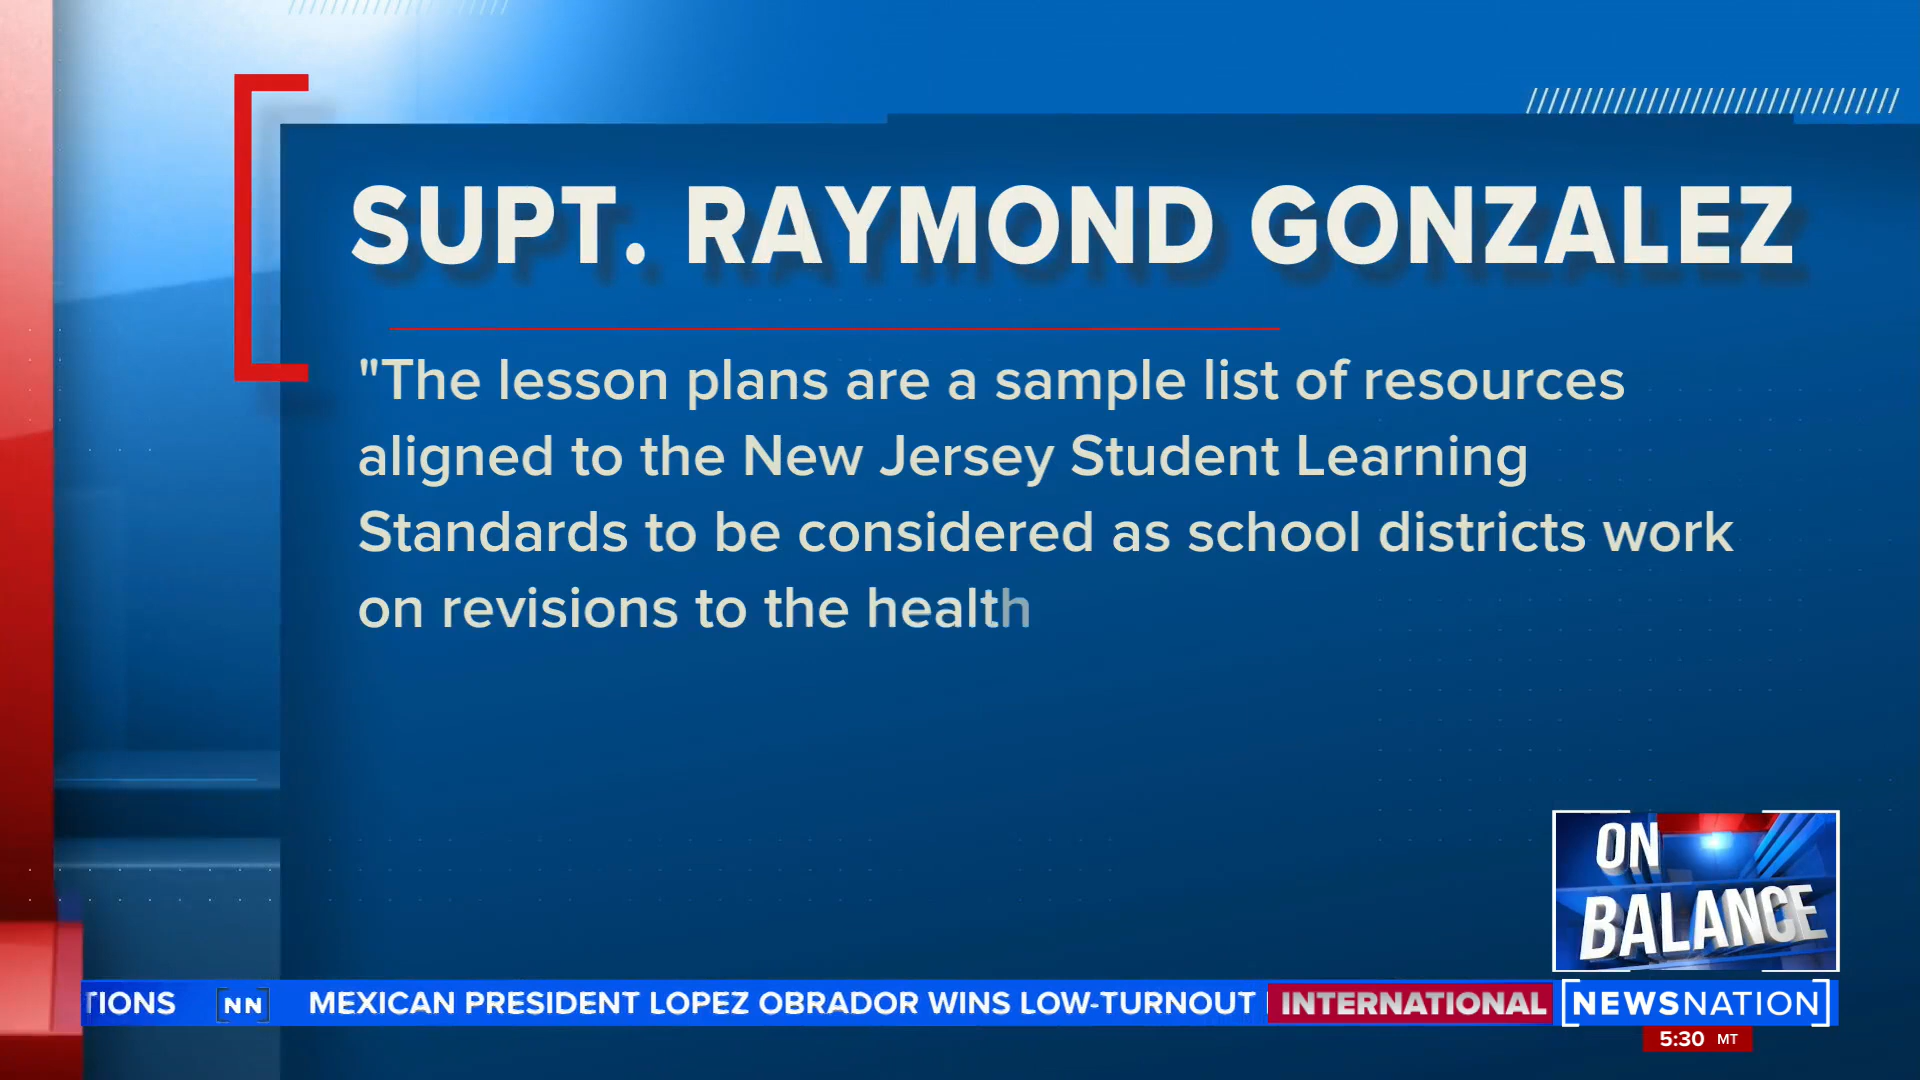 SUPT. RAYMOND GONZALEZ
"The lesson plans are a sample list of resources
aligned to the New Jersey Student Learning
Standards to be considered as school districts work
on revisions to the health
ON
BALANCE
TIONS NN MEXICAN PRESIDENT LOPEZ OBRADOR WINS LOW-TURNOUT INTERNATIONAL NEWSNATION
5:30 MT